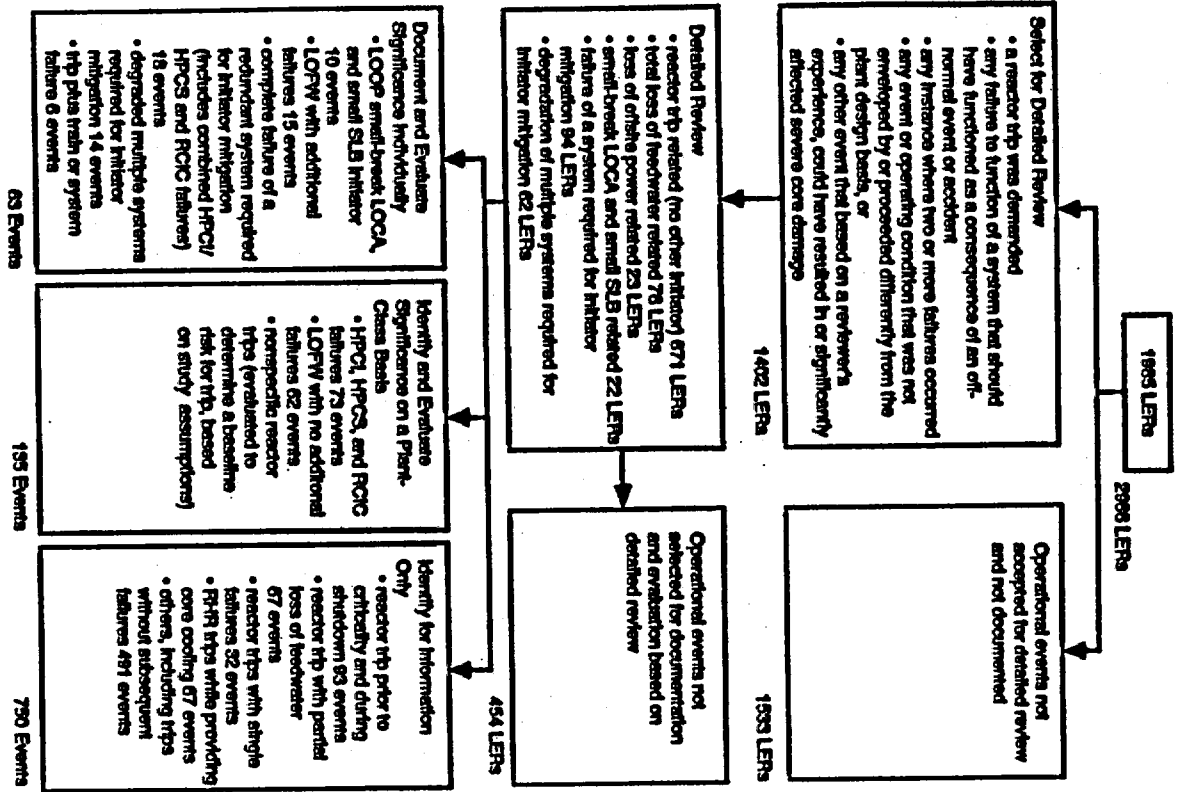 1985 LERs
2935 LERs
Select for Detailed Review
• a reactor trip was demanded
• any failure to function of a system that should
have functioned as a consequence of an off-
normal event or accident
• any instance where two or more failures occurred
• any event or operating condition that was not
enveloped by or proceeded differently from the
plant design basis, or
• any other event that based on a reviewer's
experience, could have resulted in or significantly
affected severe core damage
1402 LERs
Operational events not
accepted for detailed review
and not documented
1533 LERs
Detailed Review
• reactor trip related (no other initiator) 671 LERs
• total loss of feedwater related 76 LERs
• loss of offsite power related 23 LERs
• small-break LOCA and small SLB related 22 LERs
• failure of a system required for initiator
mitigation 94 LERs
• degradation of multiple systems required for
initiator mitigation 62 LERs
Operational events not
selected for documentation
and evaluation based on
detailed review
454 LERs
Document and Evaluate
Significance Individually
• LOOP small-break LOCA,
and small SLB initiator
10 events
• LOFW with additional
failures 15 events
• complete failure of a
redundant system required
for initiator mitigation
(includes combined HPCI/
HPCS and RCIC failures)
18 events
• degraded multiple systems
required for initiator
mitigation 14 events
• trip plus train or system
failure 6 events
63 Events
Identify and Evaluate
Significance on a Plant-
Class Basis
• HPCI, HPCS, and RCIC
failures 73 events
• LOFW with no additional
failures 62 events
• nonspecific reactor
trips (evaluated to
determine a baseline
risk for trip, based
on study assumptions)
135 Events
Identify for Information
Only
• reactor trip prior to
criticality and during
shutdown 93 events
• reactor trip with partial
loss of feedwater
67 events
• reactor trips with single
failures 32 events
• RHR trips while providing
core cooling 67 events
• others, including trips
without subsequent
failures 491 events
750 Events